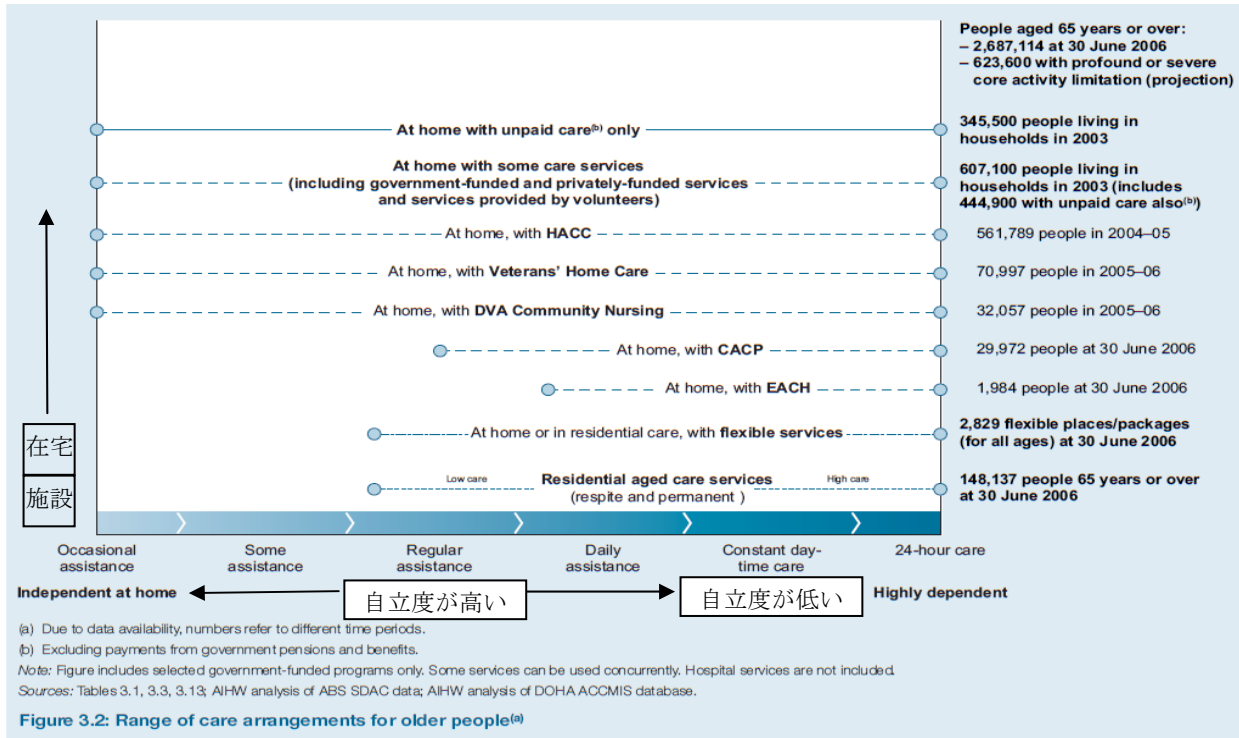 People aged 65 years or over:
– 2,687,114 at 30 June 2006
– 623,600 with profound or severe
core activity limitation (projection)
At home with unpaid care(b) only
345,500 people living in
households in 2003
At home with some care services
(including government-funded and privately-funded services
and services provided by volunteers)
607,100 people living in
households in 2003 (includes
444,900 with unpaid care also(b))
At home, with HACC
561,789 people in 2004–05
At home, with Veterans’ Home Care
70,997 people in 2005–06
At home, with DVA Community Nursing
32,057 people in 2005–06
At home, with CACP
29,972 people at 30 June 2006
At home, with EACH
1,984 people at 30 June 2006
在宅
At home or in residential care, with flexible services
2,829 flexible places/packages
(for all ages) at 30 June 2006
施設
Low care
Residential aged care services
(respite and permanent )
High care
148,137 people 65 years or over
at 30 June 2006
Occasional
assistance
Some
assistance
Regular
assistance
Daily
assistance
Constant day-
time care
24-hour care
Independent at home
自立度が高い
自立度が低い
Highly dependent
(a) Due to data availability, numbers refer to different time periods.
(b) Excluding payments from government pensions and benefits.
Note: Figure includes selected government-funded programs only. Some services can be used concurrently. Hospital services are not included.
Sources: Tables 3.1, 3.3, 3.13; AIHW analysis of ABS SDAC data; AIHW analysis of DOHA ACCMIS database.
Figure 3.2: Range of care arrangements for older people(a)